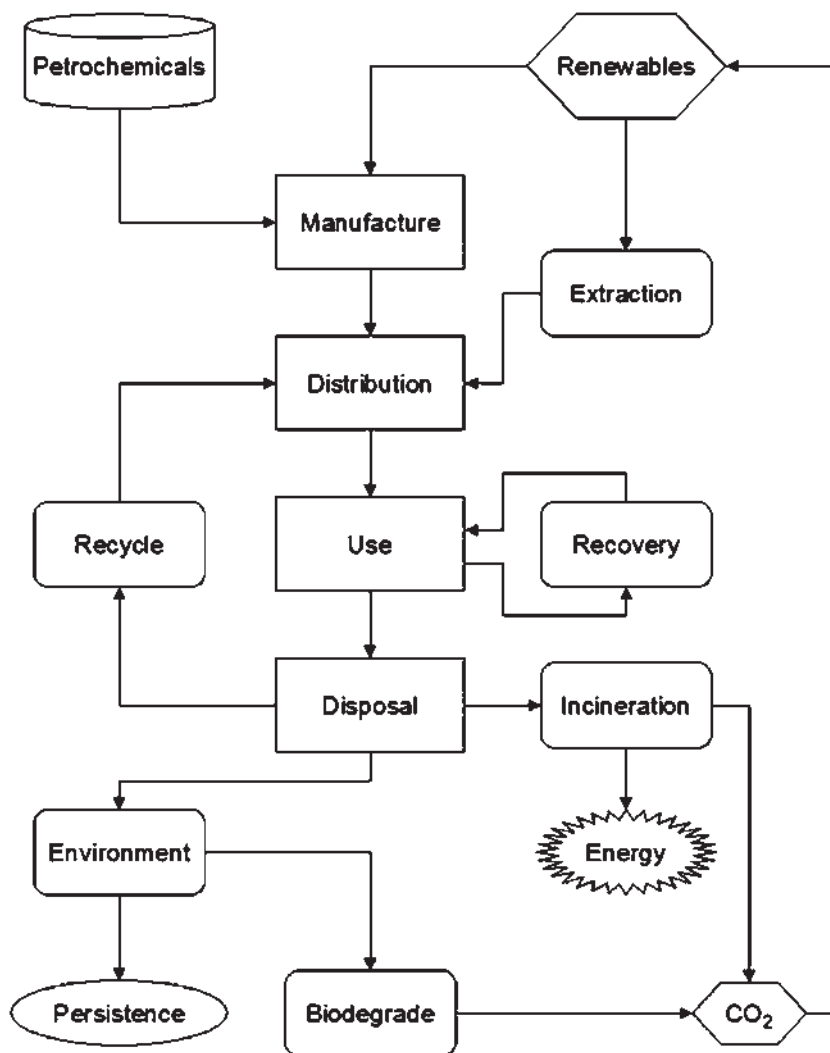 Petrochemicals
Renewables
Manufacture
Extraction
Distribution
Recycle
Use
Recovery
Disposal
Incineration
Environment
Energy
Persistence
Biodegrade
CO₂